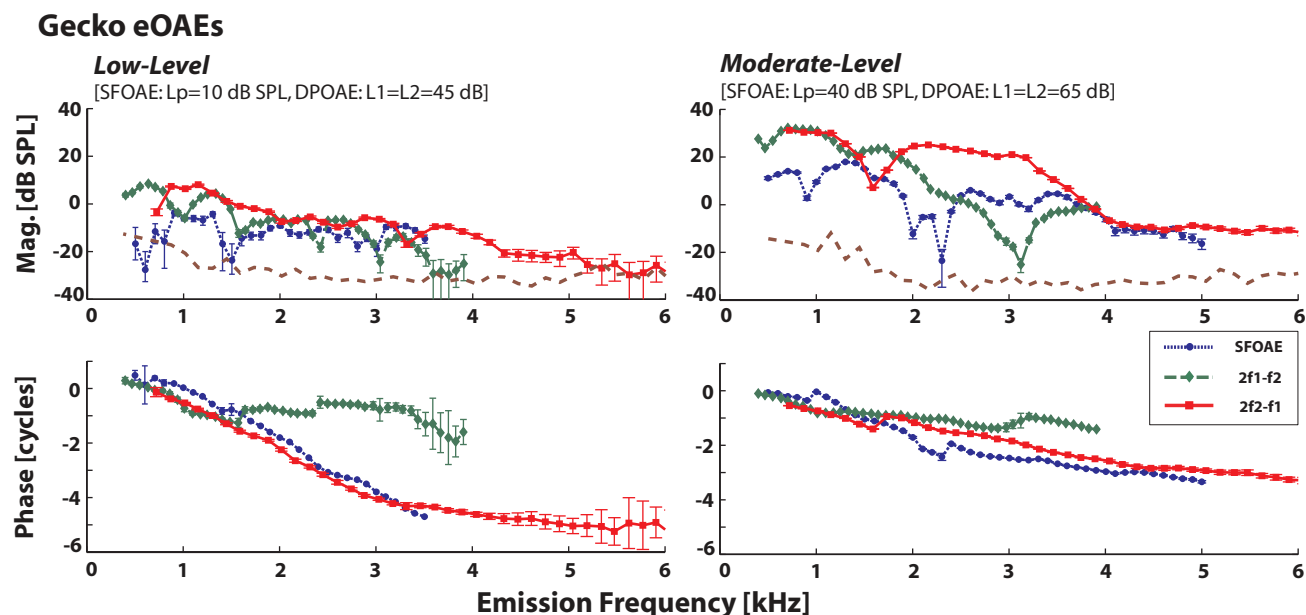 Gecko eOAEs
Low-Level
[SFOAE: Lp=10 dB SPL, DPOAE: L1=L2=45 dB]
Moderate-Level
[SFOAE: Lp=40 dB SPL, DPOAE: L1=L2=65 dB]
Mag. [dB SPL]
40
20
0
-20
-40
0 1 2 3 4 5 6
40
20
0
-20
-40
0 1 2 3 4 5 6
Phase [cycles]
0
-2
-4
-6
0 1 2 3 4 5 6
0
-2
-4
-6
0 1 2 3 4 5 6
SFOAE
2f1-f2
2f2-f1
Emission Frequency [kHz]